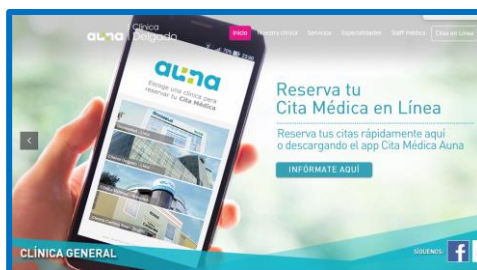 auna Clínica Delgado
Inicio Nuestra clínica Servicios Especialidades Staff médico Citas en Línea
auna
Escoge una clínica para
reservar tu Cita Médica
Reserva tu
Cita Médica en Línea
Reserva tus citas rápidamente aquí
o descargando el app Cita Médica Auna
INFÓRMATE AQUÍ
CLÍNICA GENERAL
SÍGUENOS: